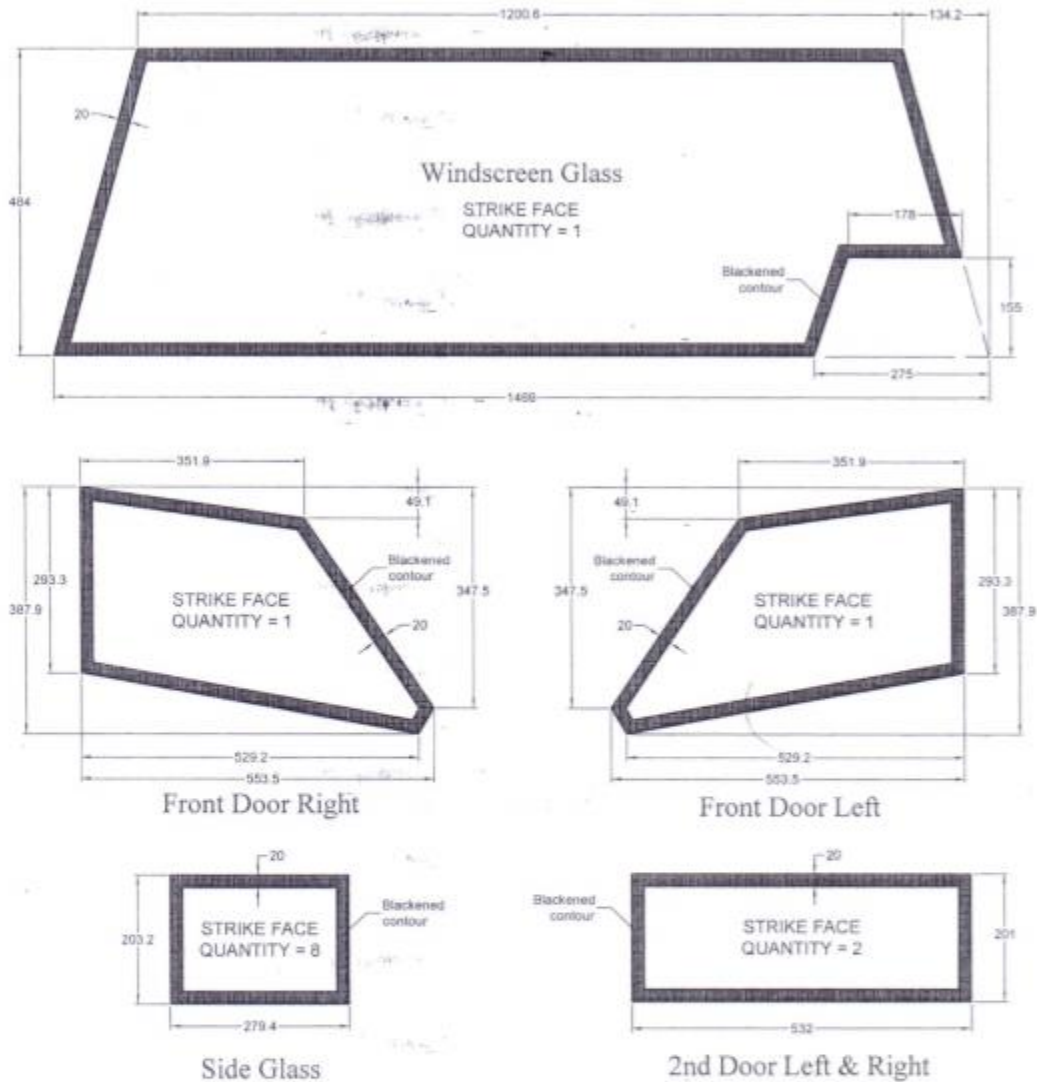 1200.6
134.2
20
484
Windscreen Glass
STRIKE FACE
QUANTITY = 1
178
Blackened
contour
155
275
1468
351.9
49.1
Blackened
contour
293.3
387.9
347.5
STRIKE FACE
QUANTITY = 1
20
529.2
553.5
Front Door Right
351.9
49.1
Blackened
contour
347.5
293.3
387.9
STRIKE FACE
QUANTITY = 1
20
529.2
553.5
Front Door Left
20
Blackened
contour
203.2
STRIKE FACE
QUANTITY = 8
279.4
Side Glass
20
Blackened
contour
STRIKE FACE
QUANTITY = 2
201
532
2nd Door Left & Right